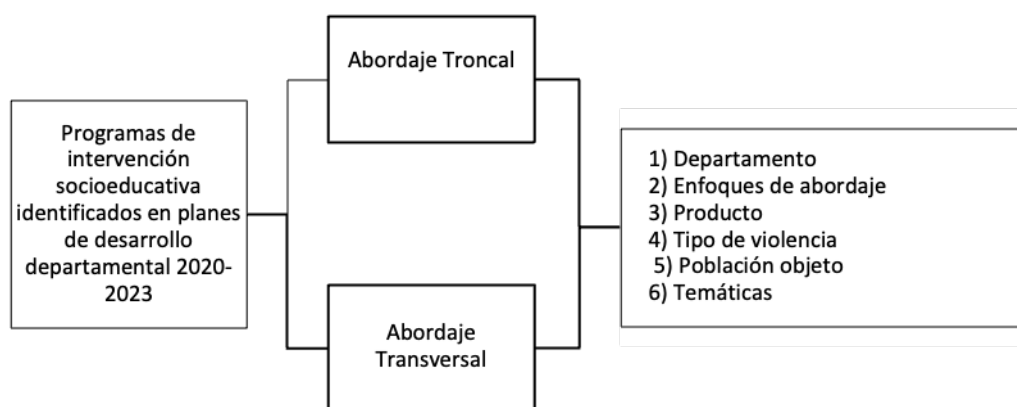 Programas de
intervención
socioeducativa
identificados en planes
de desarrollo
departamental 2020-
2023
Abordaje Troncal
Abordaje
Transversal
1) Departamento
2) Enfoques de abordaje
3) Producto
4) Tipo de violencia
5) Población objeto
6) Temáticas